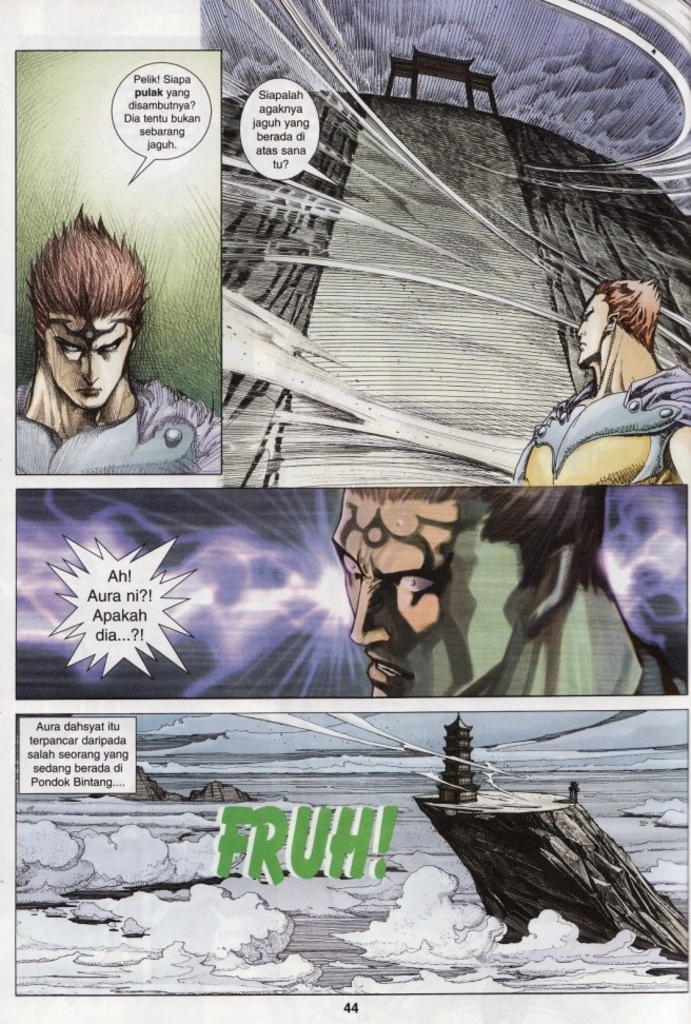 Pelik! Siapa
pulak yang
disambutnya?
Dia tentu bukan
sebarang
jaguh.
Siapalah
agaknya
jaguh yang
berada di
atas sana
tu?
Ah!
Aura ni?!
Apakah
dia...?!
Aura dahsyat itu
terpancar daripada
salah seorang yang
sedang berada di
Pondok Bintang....
FRUH!
44